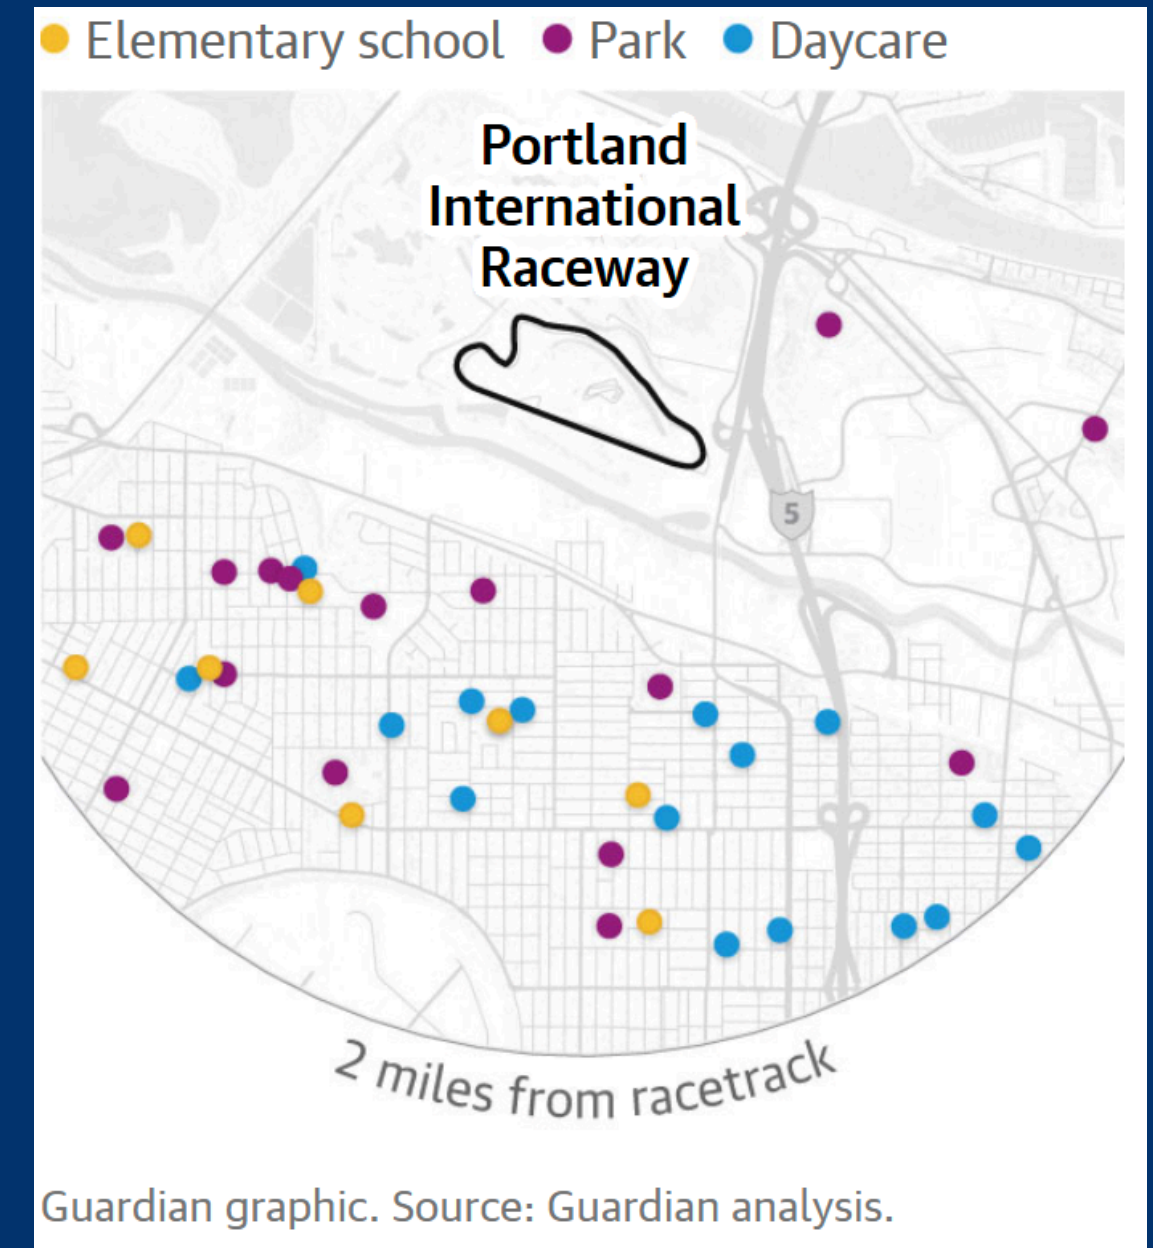 Elementary school Park Daycare
Portland
International
Raceway
5
2 miles from racetrack
Guardian graphic. Source: Guardian analysis.